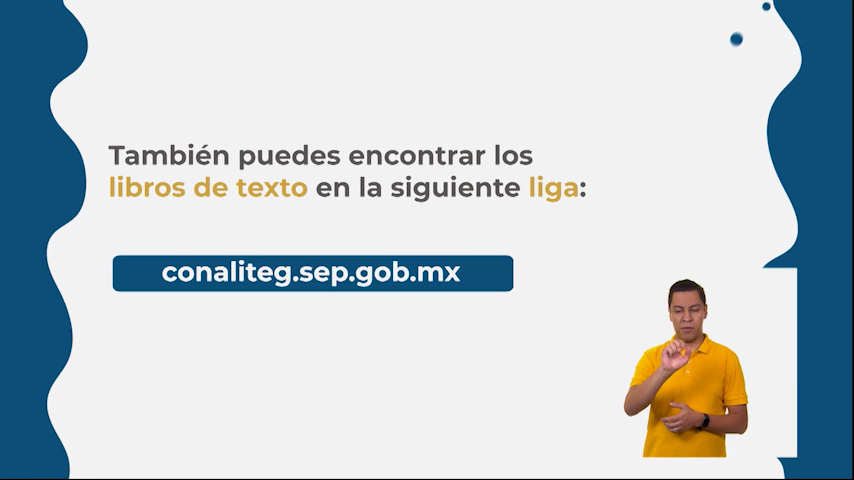 También puedes encontrar los
libros de texto en la siguiente liga:
conaliteg.sep.gob.mx